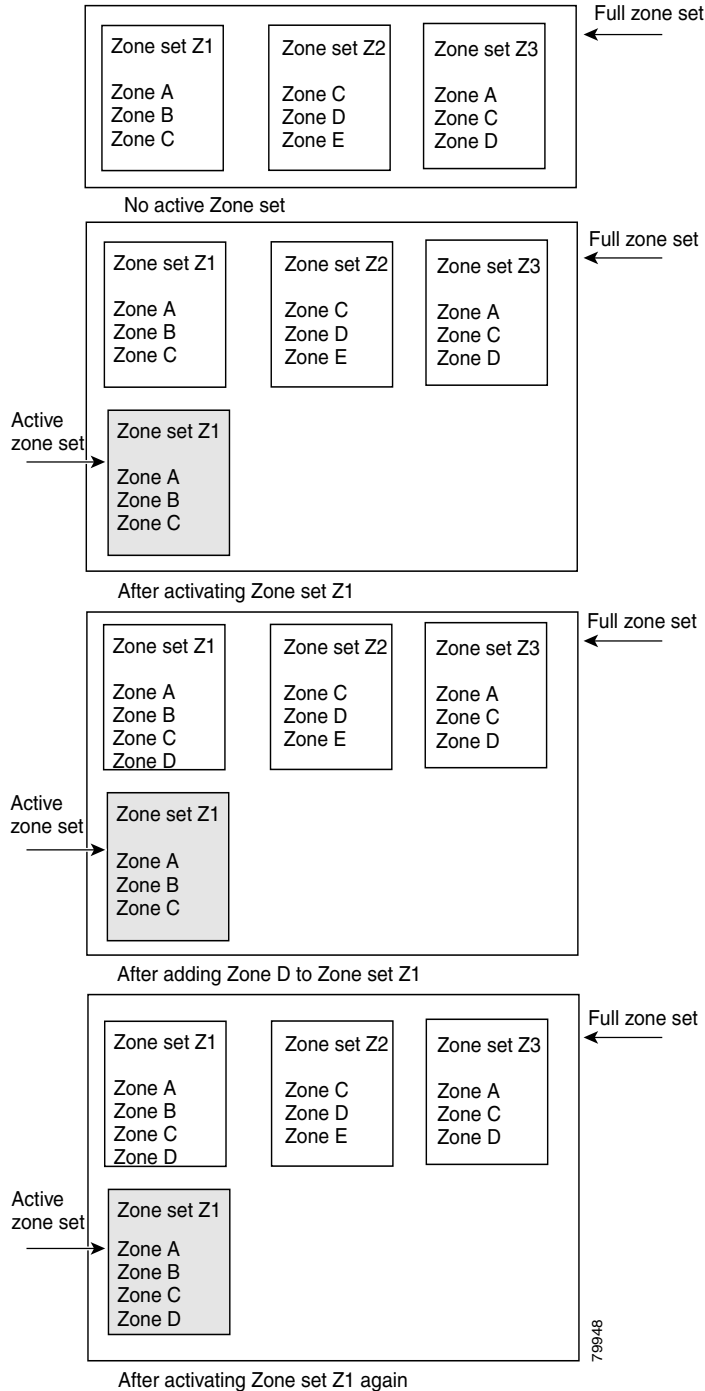 Full zone set
Zone set Z1
Zone A
Zone B
Zone C
Zone set Z2
Zone C
Zone D
Zone E
Zone set Z3
Zone A
Zone C
Zone D
No active Zone set
Full zone set
Zone set Z1
Zone A
Zone B
Zone C
Zone set Z2
Zone C
Zone D
Zone E
Zone set Z3
Zone A
Zone C
Zone D
Active
zone set
Zone set Z1
Zone A
Zone B
Zone C
After activating Zone set Z1
Full zone set
Zone set Z1
Zone A
Zone B
Zone C
Zone D
Zone set Z2
Zone C
Zone D
Zone E
Zone set Z3
Zone A
Zone C
Zone D
Active
zone set
Zone set Z1
Zone A
Zone B
Zone C
After adding Zone D to Zone set Z1
Full zone set
Zone set Z1
Zone A
Zone B
Zone C
Zone D
Zone set Z2
Zone C
Zone D
Zone E
Zone set Z3
Zone A
Zone C
Zone D
Active
zone set
Zone set Z1
Zone A
Zone B
Zone C
Zone D
79948
After activating Zone set Z1 again